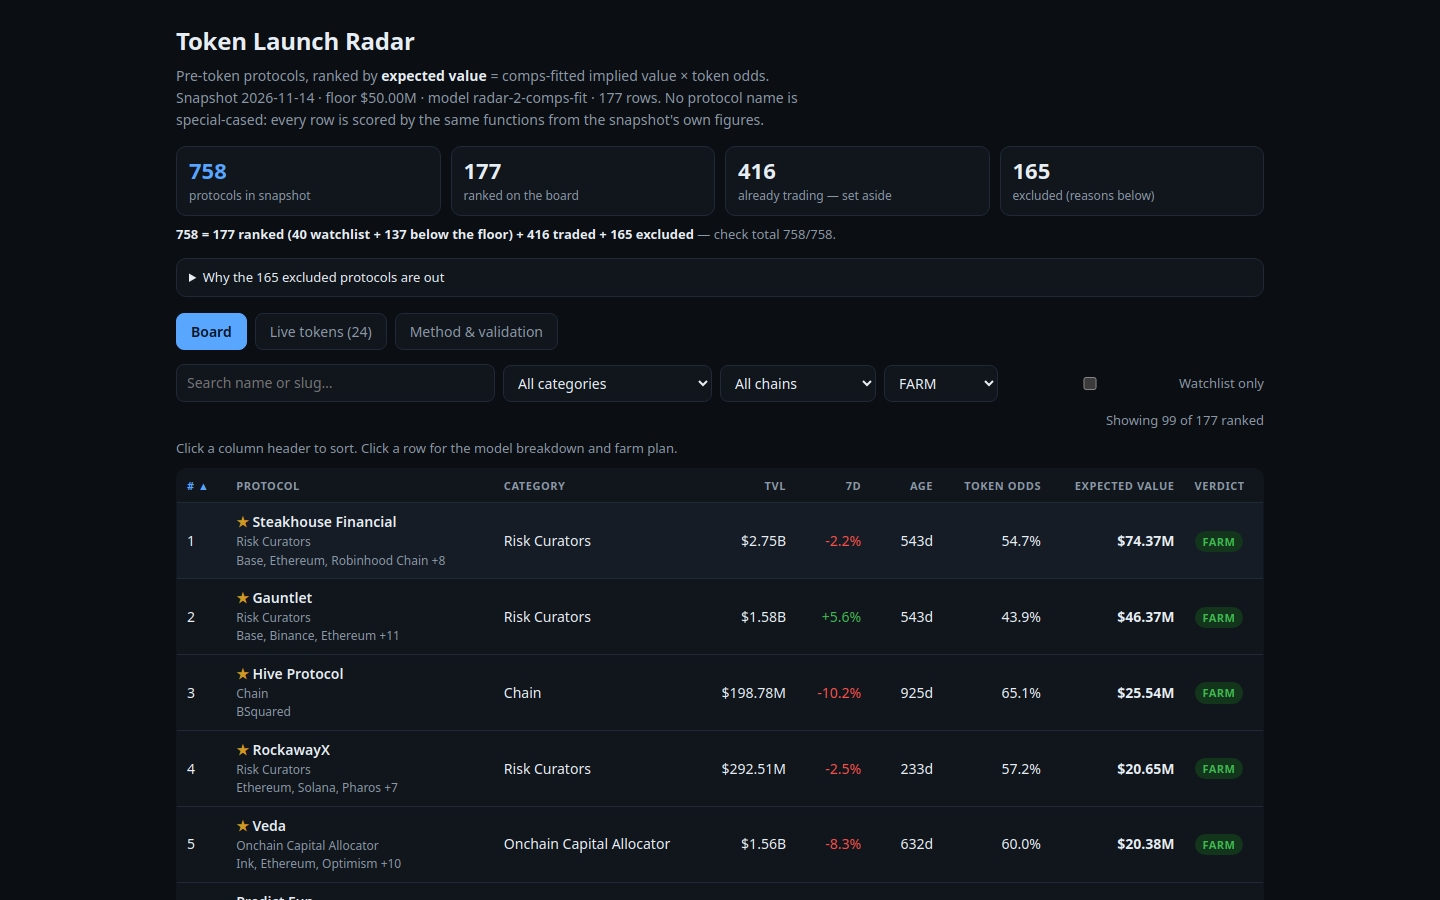 Token Launch Radar
Pre-token protocols, ranked by expected value = comps-fitted implied value × token odds.
Snapshot 2026-11-14 · floor $50.00M · model radar-2-comps-fit · 177 rows. No protocol name is
special-cased: every row is scored by the same functions from the snapshot's own figures.
758
protocols in snapshot
177
ranked on the board
416
already trading — set aside
165
excluded (reasons below)
758 = 177 ranked (40 watchlist + 137 below the floor) + 416 traded + 165 excluded — check total 758/758.
▶ Why the 165 excluded protocols are out
Board
Live tokens (24)
Method & validation
Search name or slug...
All categories
All chains
FARM
Watchlist only
Showing 99 of 177 ranked
Click a column header to sort. Click a row for the model breakdown and farm plan.
# ▲ PROTOCOL CATEGORY TVL 7D AGE TOKEN ODDS EXPECTED VALUE VERDICT
★ Steakhouse Financial
1 Risk Curators Risk Curators $2.75B -2.2% 543d 54.7% $74.37M FARM
Base, Ethereum, Robinhood Chain +8
★ Gauntlet
2 Risk Curators Risk Curators $1.58B +5.6% 543d 43.9% $46.37M FARM
Base, Binance, Ethereum +11
★ Hive Protocol
3 Chain Chain $198.78M -10.2% 925d 65.1% $25.54M FARM
BSquared
★ RockawayX
4 Risk Curators Risk Curators $292.51M -2.5% 233d 57.2% $20.65M FARM
Ethereum, Solana, Pharos +7
★ Veda
5 Onchain Capital Allocator Onchain Capital Allocator $1.56B -8.3% 632d 60.0% $20.38M FARM
Ink, Ethereum, Optimism +10